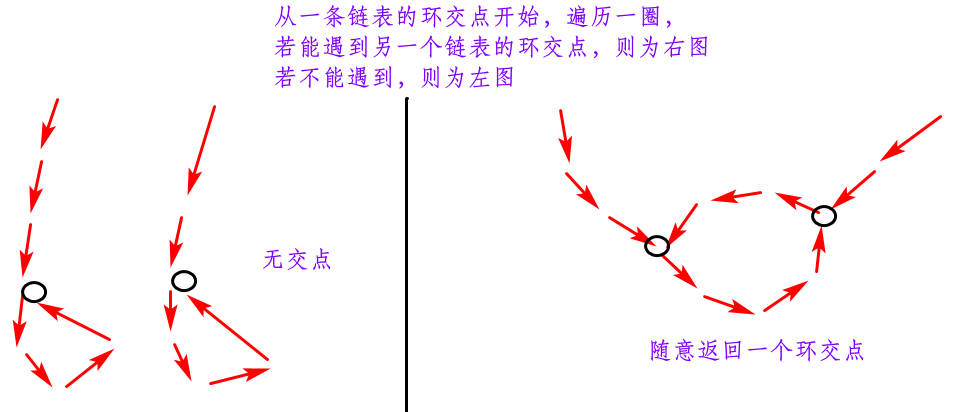 从一条链表的环交点开始，遍历一圈，
若能遇到另一个链表的环交点，则为右图
若不能遇到，则为左图
无交点
随意返回一个环交点